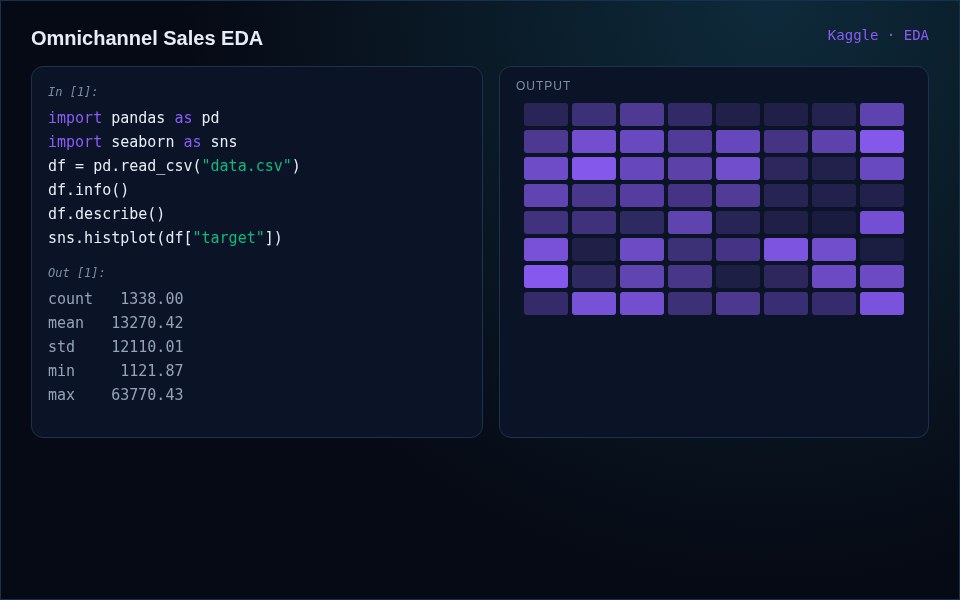 Omnichannel Sales EDA
Kaggle · EDA
In [1]:
import pandas as pd
import seaborn as sns
df = pd.read_csv("data.csv")
df.info()
df.describe()
sns.histplot(df["target"])
Out [1]:
count   1338.00
mean   13270.42
std    12110.01
min     1121.87
max    63770.43
OUTPUT